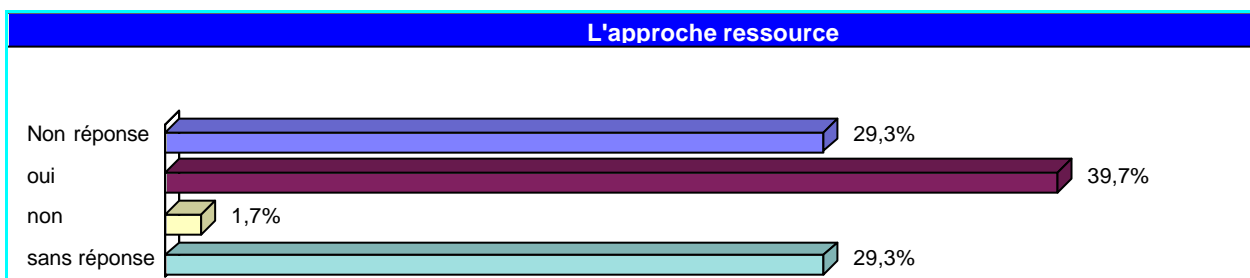 L'approche ressource
Non réponse 29,3%
oui 39,7%
non 1,7%
sans réponse 29,3%